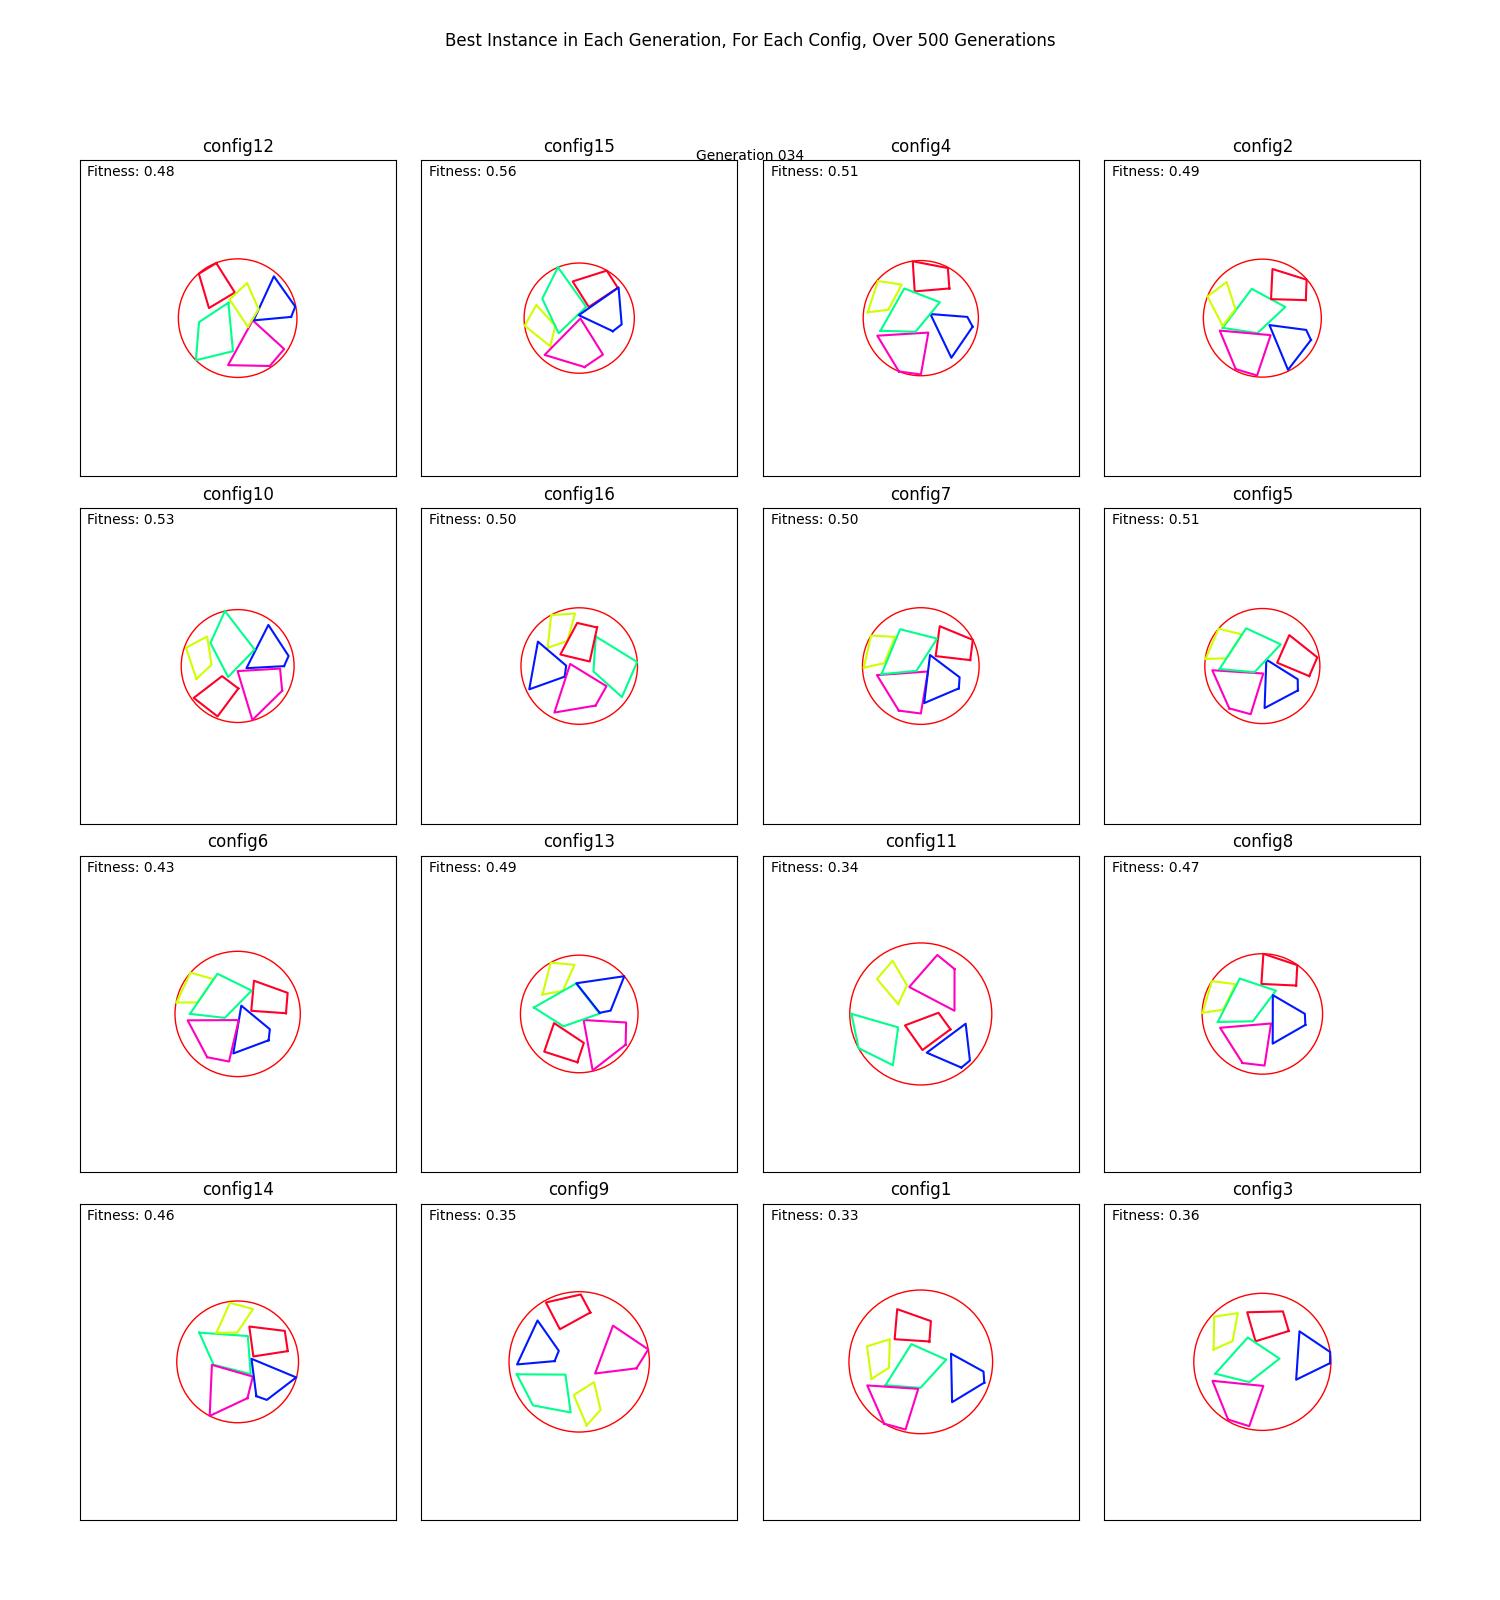 Best Instance in Each Generation, For Each Config, Over 500 Generations
Generation 034
config12
Fitness: 0.48
config15
Fitness: 0.56
config4
Fitness: 0.51
config2
Fitness: 0.49
config10
Fitness: 0.53
config16
Fitness: 0.50
config7
Fitness: 0.50
config5
Fitness: 0.51
config6
Fitness: 0.43
config13
Fitness: 0.49
config11
Fitness: 0.34
config8
Fitness: 0.47
config14
Fitness: 0.46
config9
Fitness: 0.35
config1
Fitness: 0.33
config3
Fitness: 0.36